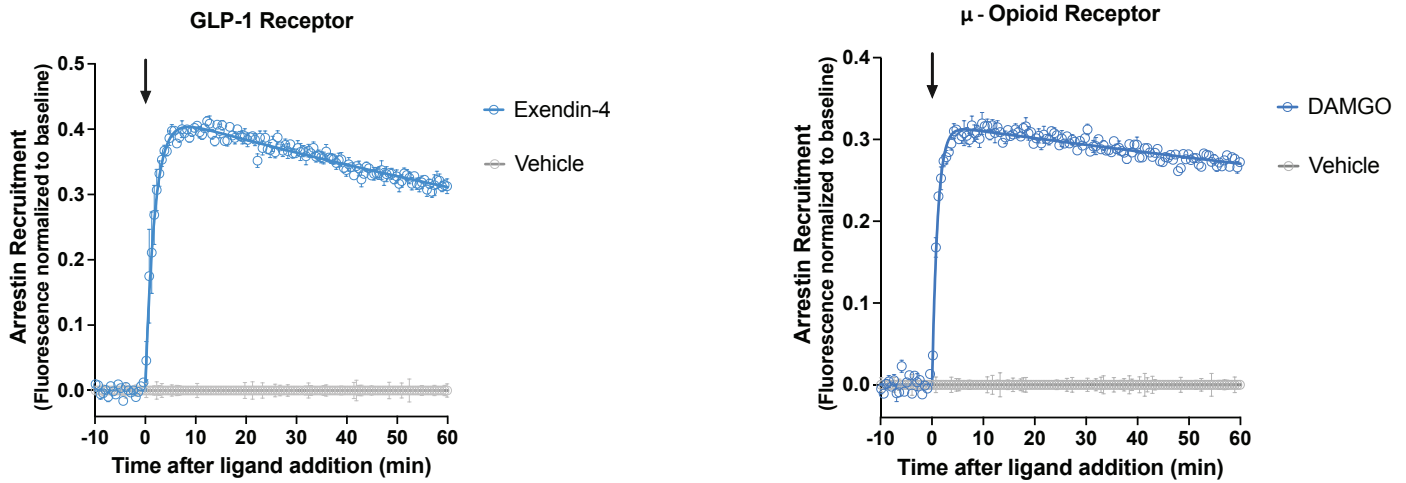 GLP-1 Receptor
Arrestin Recruitment
(Fluorescence normalized to baseline)
0.5
0.4
0.3
0.2
0.1
0.0
-10 0 10 20 30 40 50 60
Time after ligand addition (min)
Exendin-4
Vehicle
μ - Opioid Receptor
Arrestin Recruitment
(Fluorescence normalized to baseline)
0.4
0.3
0.2
0.1
0.0
-10 0 10 20 30 40 50 60
Time after ligand addition (min)
DAMGO
Vehicle